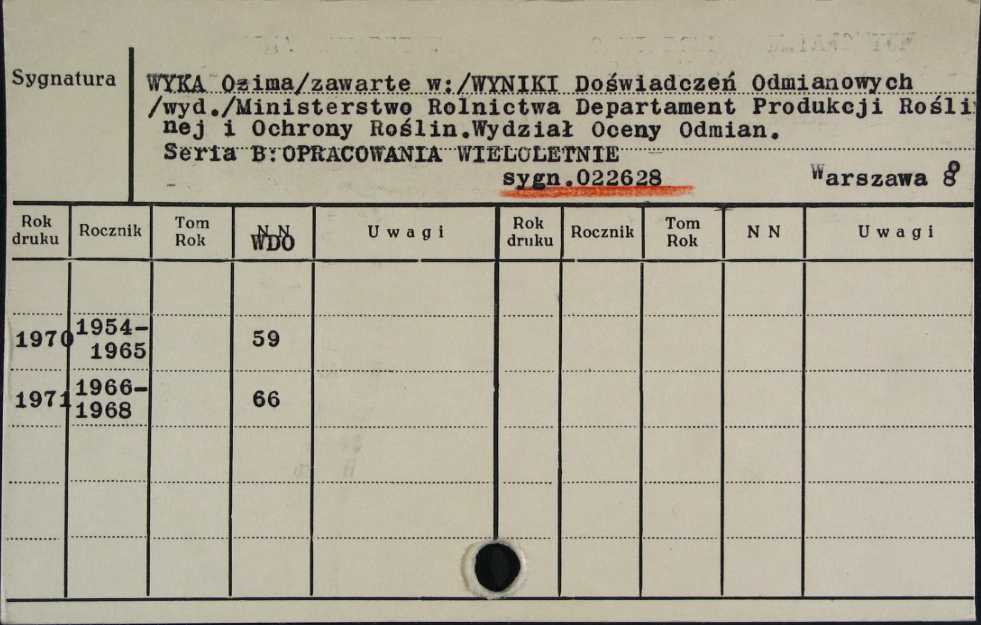 Sygnatura
WYKA Ozima/zawarte w:/WYNIKI Doświadczeń Odmianowych
/wyd./Ministerstwo Rolnictwa Departament Produkcji Rośli
nej i Ochrony Roślin.Wydział Oceny Odmian.
Seria B:OPRACOWANIA WIELOLETNIE
sygn.022628 Warszawa 8
Rok druku Rocznik Tom Rok N N WDO Uwagi Rok druku Rocznik Tom Rok N N Uwagi
1970 1954-1965 59
1971 1966-1968 66